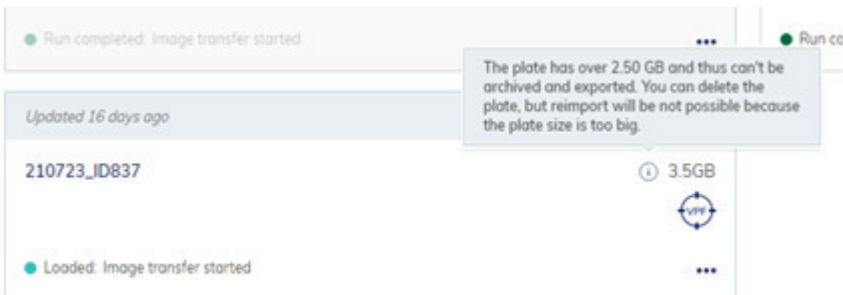 Run completed: Image transfer started
Run co
The plate has over 2.50 GB and thus can't be
archived and exported. You can delete the
plate, but reimport will be not possible because
the plate size is too big.
Updated 16 days ago
210723_ID837
3.5GB
VPF
Loaded: Image transfer started